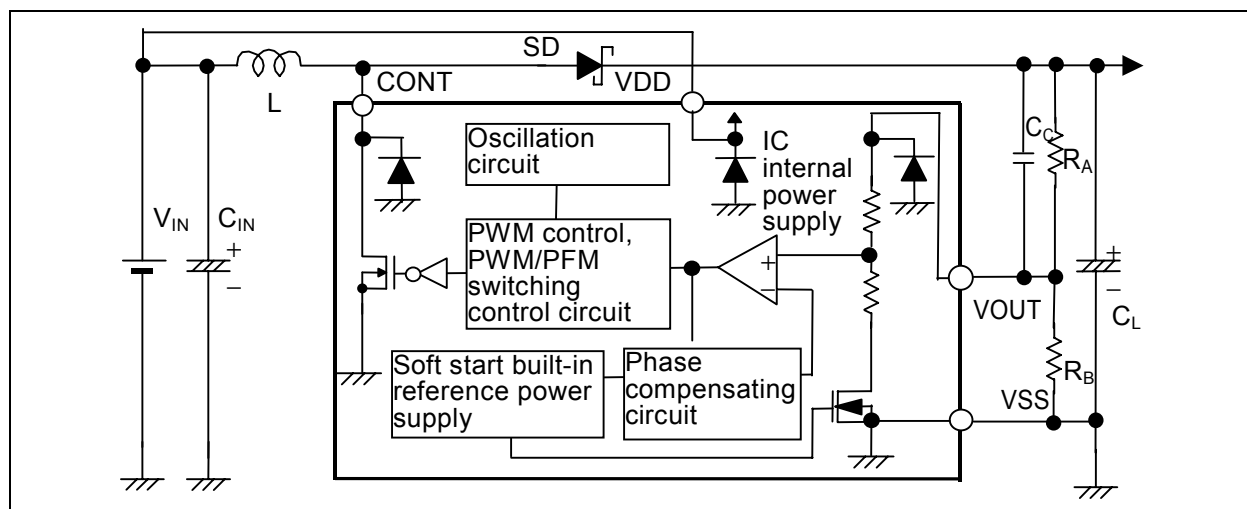 SD
VDD
L
CONT
Oscillation
circuit
IC
internal
power
supply
C_C
R_A
V_IN
C_IN
+
−
PWM control,
PWM/PFM
switching
control circuit
+
−
VOUT
+
−
C_L
Soft start built-in
reference power
supply
Phase
compensating
circuit
VSS
R_B